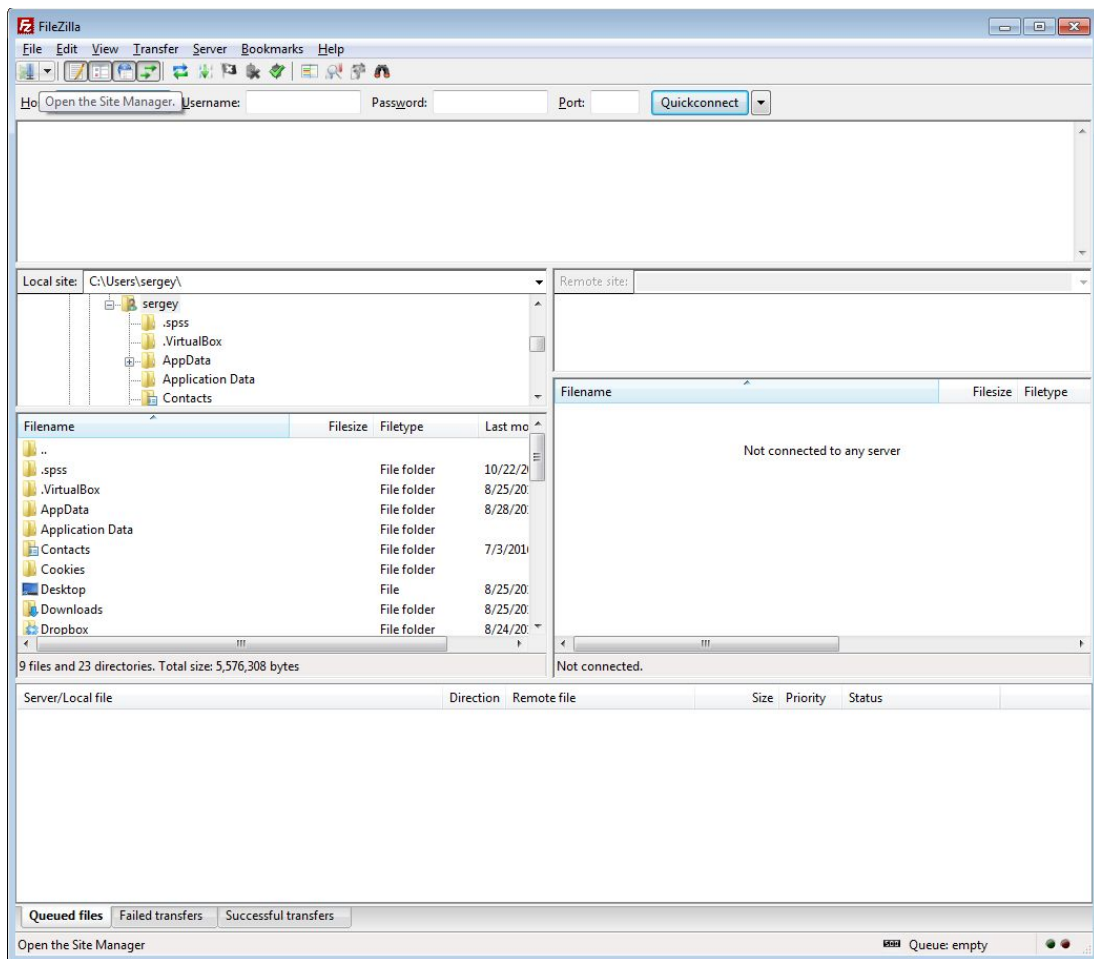 FileZilla
File Edit View Transfer Server Bookmarks Help
Ho Open the Site Manager. Username: Password: Port: Quickconnect
Local site: C:\Users\sergey\
sergey
.spss
.VirtualBox
AppData
Application Data
Contacts
Remote site:
Filename Filesize Filetype Last mo
..
.spss File folder 10/22/2
.VirtualBox File folder 8/25/20
AppData File folder 8/28/20
Application Data File folder
Contacts File folder 7/3/201
Cookies File folder
Desktop File 8/25/20
Downloads File folder 8/25/20
Dropbox File folder 8/24/20
9 files and 23 directories. Total size: 5,576,308 bytes
Filename Filesize Filetype
Not connected to any server
Not connected.
Server/Local file Direction Remote file Size Priority Status
Queued files Failed transfers Successful transfers
Open the Site Manager Queue: empty